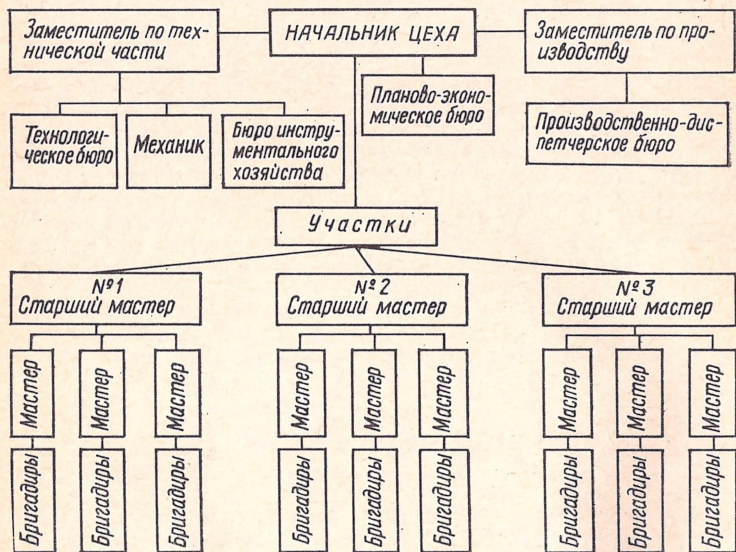 Заместитель по тех-
нической части
НАЧАЛЬНИК ЦЕХА
Заместитель по про-
изводству
Технологи-
ческое бюро
Механик
Бюро инстру-
ментального
хозяйства
Планово-эконо-
мическое бюро
Производственно-дис-
петчерское бюро
Участки
№1
Старший мастер
№2
Старший мастер
№3
Старший мастер
Мастер
Мастер
Мастер
Мастер
Мастер
Мастер
Мастер
Мастер
Мастер
Бригадиры
Бригадиры
Бригадиры
Бригадиры
Бригадиры
Бригадиры
Бригадиры
Бригадиры
Бригадиры